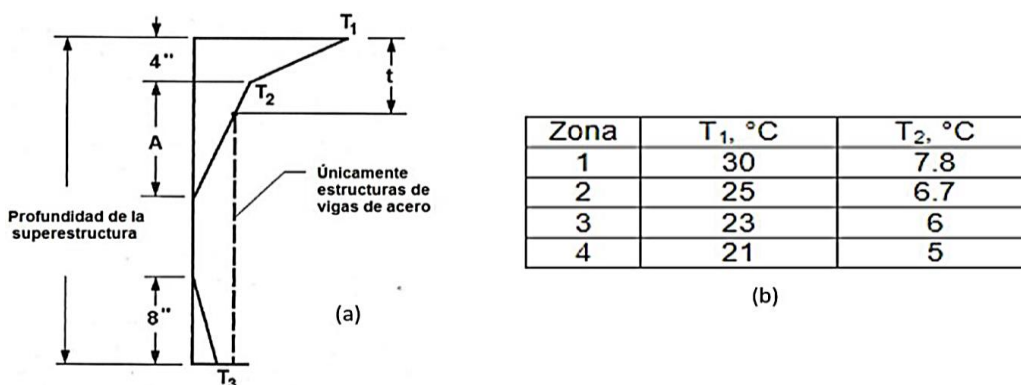 T1
4"
t
T2
A
Únicamente
estructuras de
vigas de acero
Profundidad de la
superestructura
8"
(a)
T3
Zona T1, °C T2, °C
1 30 7.8
2 25 6.7
3 23 6
4 21 5
(b)